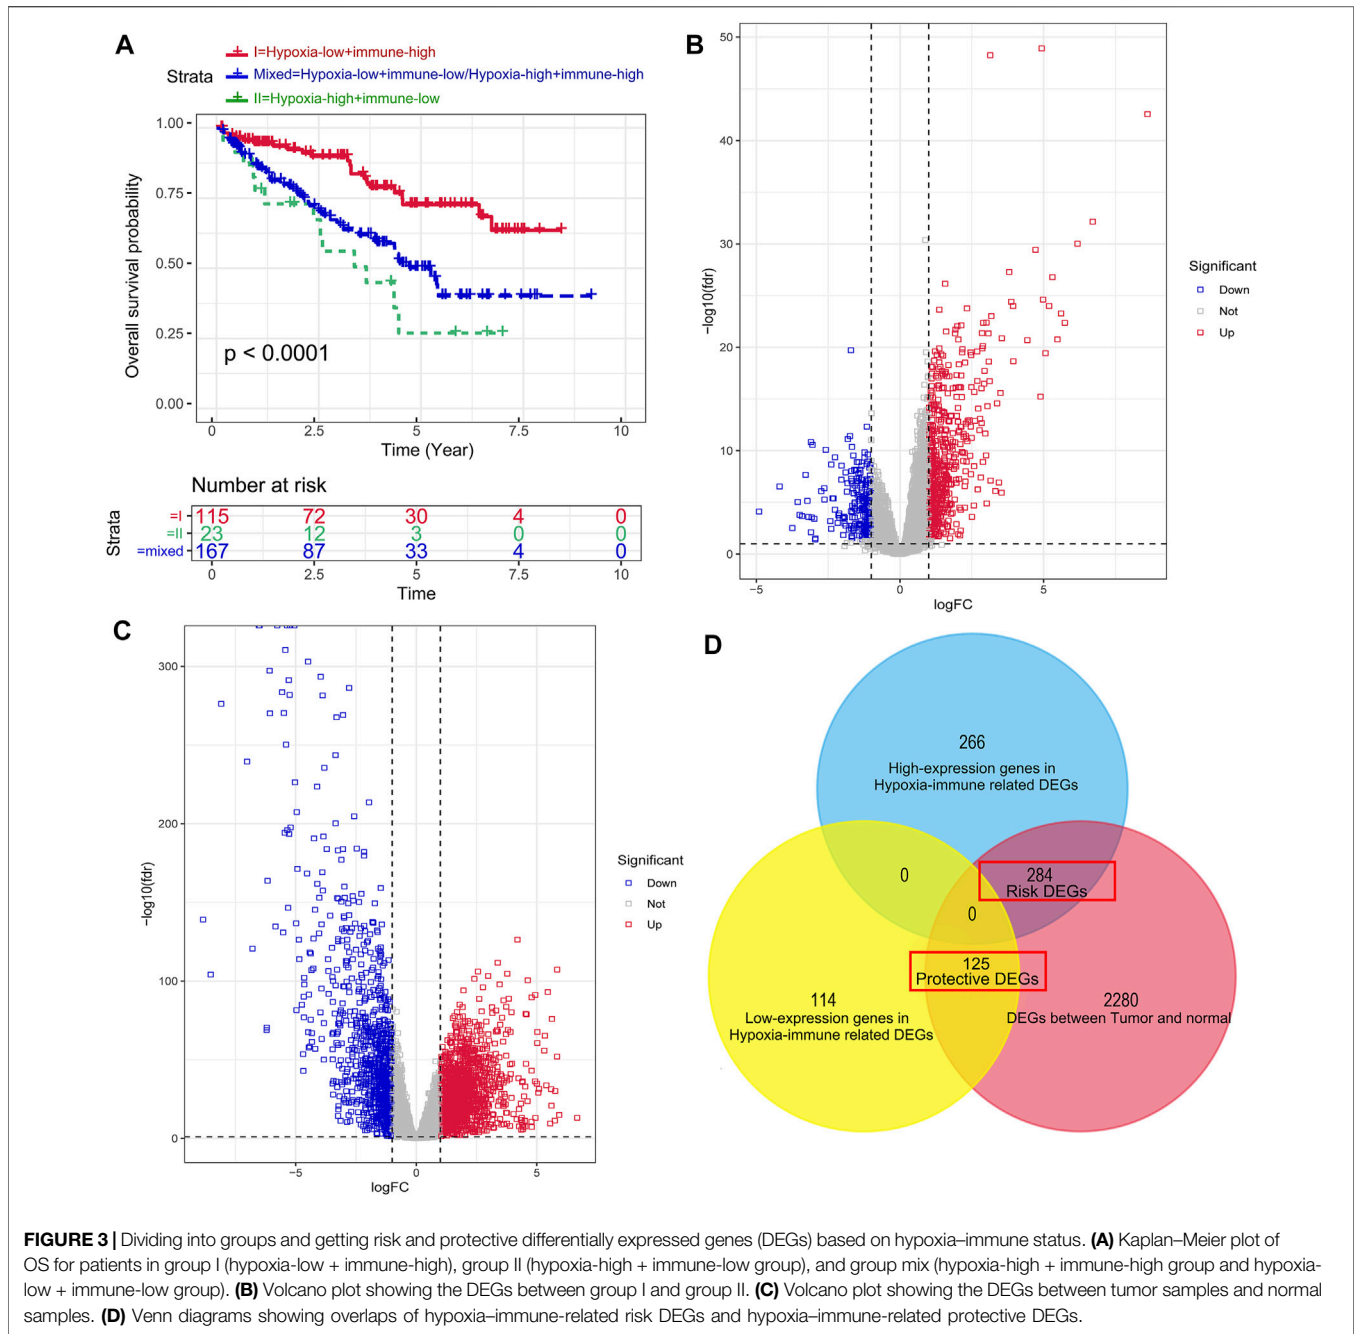 A
I=Hypoxia-low+immune-high
Strata
Mixed=Hypoxia-low+immune-low/Hypoxia-high+immune-high
II=Hypoxia-high+immune-low
1.00
0.75
0.50
0.25
0.00
Overall survival probability
p < 0.0001
0 2.5 5 7.5 10
Time (Year)
Number at risk
Strata
=I 115 72 30 4 0
=II 23 12 3 0 0
=mixed 167 87 33 4 0
0 2.5 5 7.5 10
Time
B
50
40
30
20
10
0
−log10(fdr)
−5 0 5
logFC
Significant
Down
Not
Up
C
300
200
100
0
−log10(fdr)
−5 0 5
logFC
Significant
Down
Not
Up
D
266
High-expression genes in
Hypoxia-immune related DEGs
0
284
Risk DEGs
0
125
Protective DEGs
114
Low-expression genes in
Hypoxia-immune related DEGs
2280
DEGs between Tumor and normal
FIGURE 3 | Dividing into groups and getting risk and protective differentially expressed genes (DEGs) based on hypoxia–immune status. (A) Kaplan–Meier plot of
OS for patients in group I (hypoxia-low + immune-high), group II (hypoxia-high + immune-low group), and group mix (hypoxia-high + immune-high group and hypoxia-
low + immune-low group). (B) Volcano plot showing the DEGs between group I and group II. (C) Volcano plot showing the DEGs between tumor samples and normal
samples. (D) Venn diagrams showing overlaps of hypoxia–immune-related risk DEGs and hypoxia–immune-related protective DEGs.